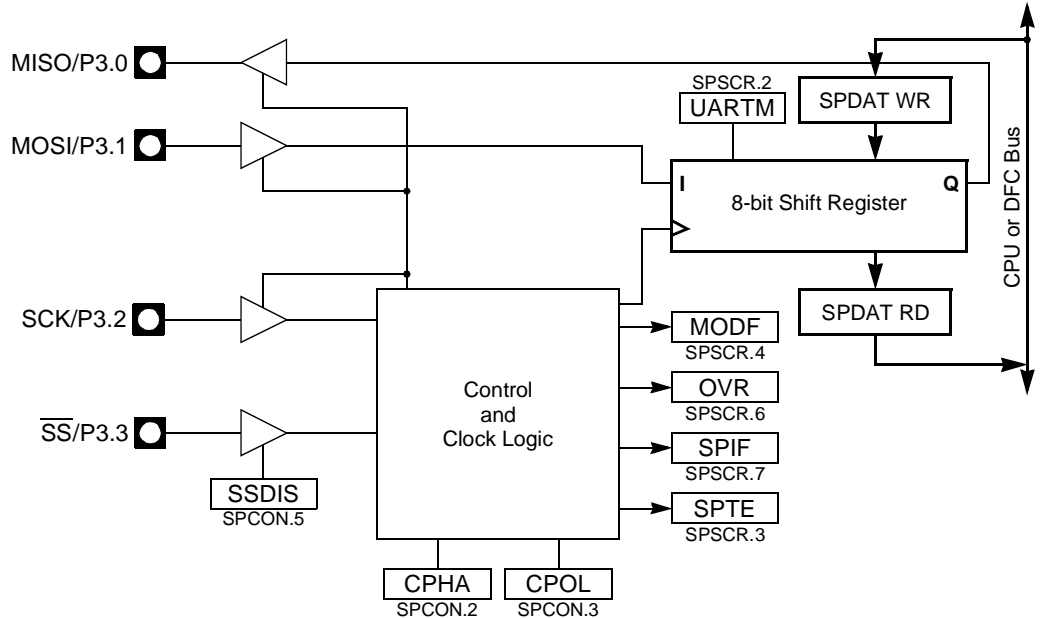 MISO/P3.0
SPSCR.2
UARTM
SPDAT WR
MOSI/P3.1
I
Q
8-bit Shift Register
CPU or DFC Bus
SCK/P3.2
SPDAT RD
MODF
SPSCR.4
Control
and
Clock Logic
OVR
SPSCR.6
SS/P3.3
SPIF
SPSCR.7
SSDIS
SPCON.5
SPTE
SPSCR.3
CPHA
SPCON.2
CPOL
SPCON.3